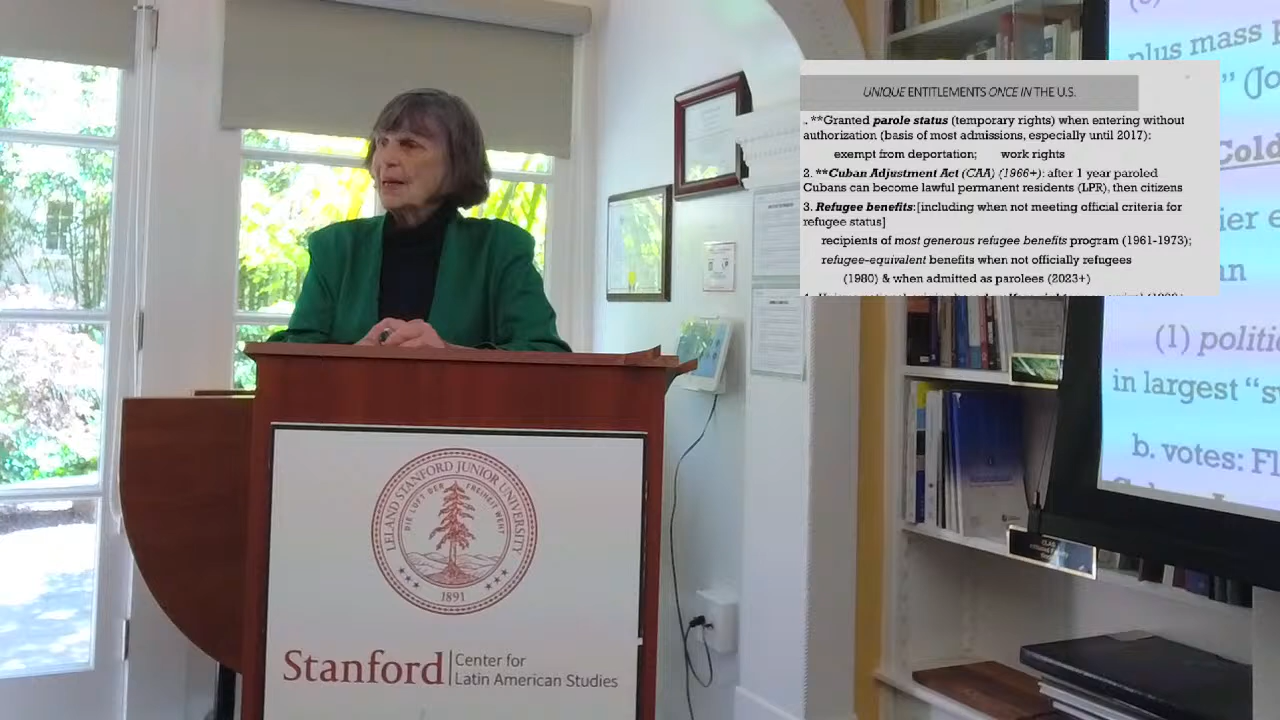 UNIQUE ENTITLEMENTS ONCE IN THE U.S.
. **Granted parole status (temporary rights) when entering without
authorization (basis of most admissions, especially until 2017):
exempt from deportation; work rights
2. **Cuban Adjustment Act (CAA) (1966+): after 1 year paroled
Cubans can become lawful permanent residents (LPR), then citizens
3. Refugee benefits:[including when not meeting official criteria for
refugee status]
recipients of most generous refugee benefits program (1961-1973);
refugee-equivalent benefits when not officially refugees
(1980) & when admitted as parolees (2023+)
plus mass
” (Jo
Cold
ier e
an
(1) politi
in largest “s
b. votes: Fl
LELAND STANFORD JUNIOR UNIVERSITY
DIE LUFT DER FREIHEIT WEHT
1891
Stanford
Center for
Latin American Studies